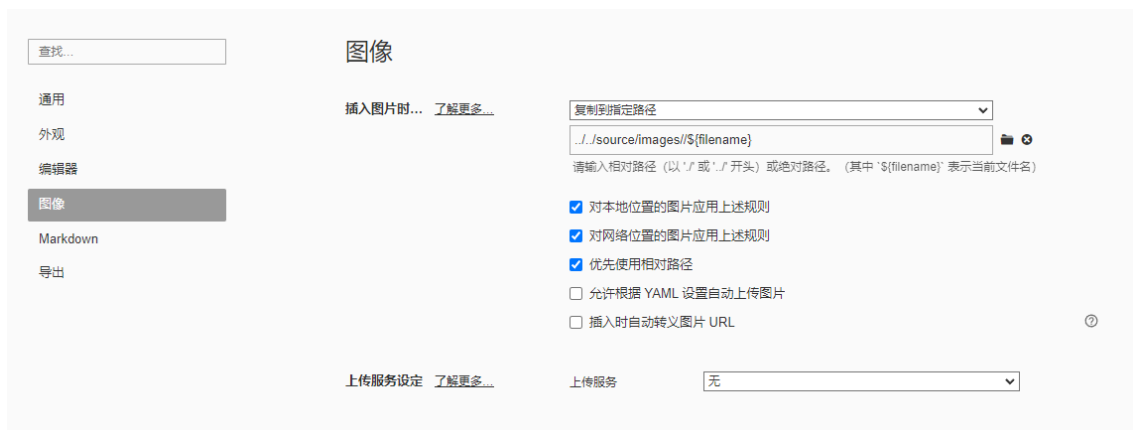 查找...
通用
外观
编辑器
图像
Markdown
导出
图像
插入图片时... 了解更多...
复制到指定路径
../../source/images//${filename}
请输入相对路径（以 './' 或 '../' 开头）或绝对路径。（其中 `${filename}` 表示当前文件名）
对本地位置的图片应用上述规则
对网络位置的图片应用上述规则
优先使用相对路径
允许根据 YAML 设置自动上传图片
插入时自动转义图片 URL
上传服务设定 了解更多... 上传服务 无